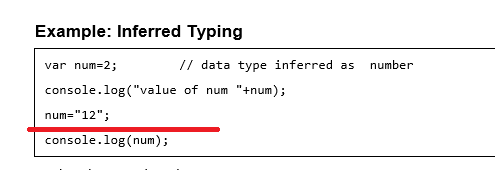 Example: Inferred Typing
var num=2; // data type inferred as number
console.log("value of num "+num);
num="12";
console.log(num);